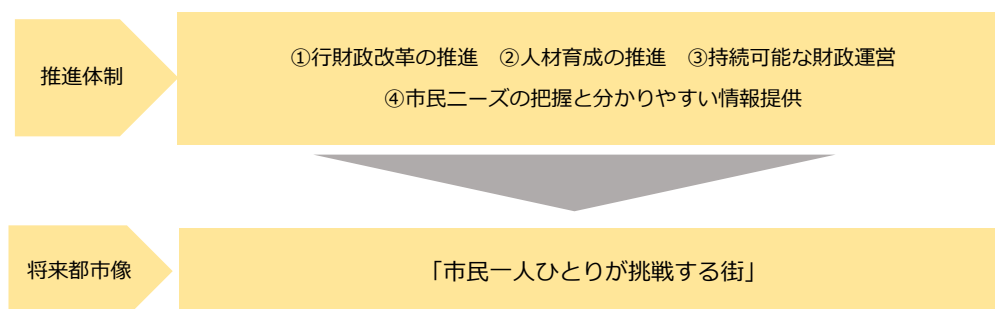 推進体制
①行財政改革の推進　②人材育成の推進　③持続可能な財政運営
④市民ニーズの把握と分かりやすい情報提供
将来都市像
「市民一人ひとりが挑戦する街」